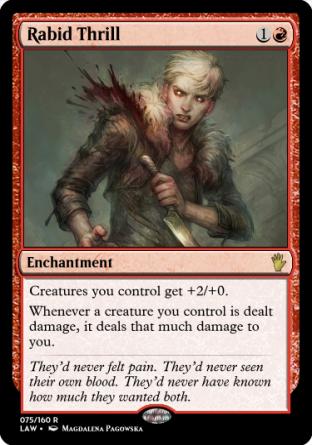 Rabid Thrill 1
Enchantment
Creatures you control get +2/+0.
Whenever a creature you control is dealt
damage, it deals that much damage to
you.
They’d never felt pain. They’d never seen
their own blood. They’d never have known
how much they wanted both.
075/160 R
LAW • Magdalena Pagowska